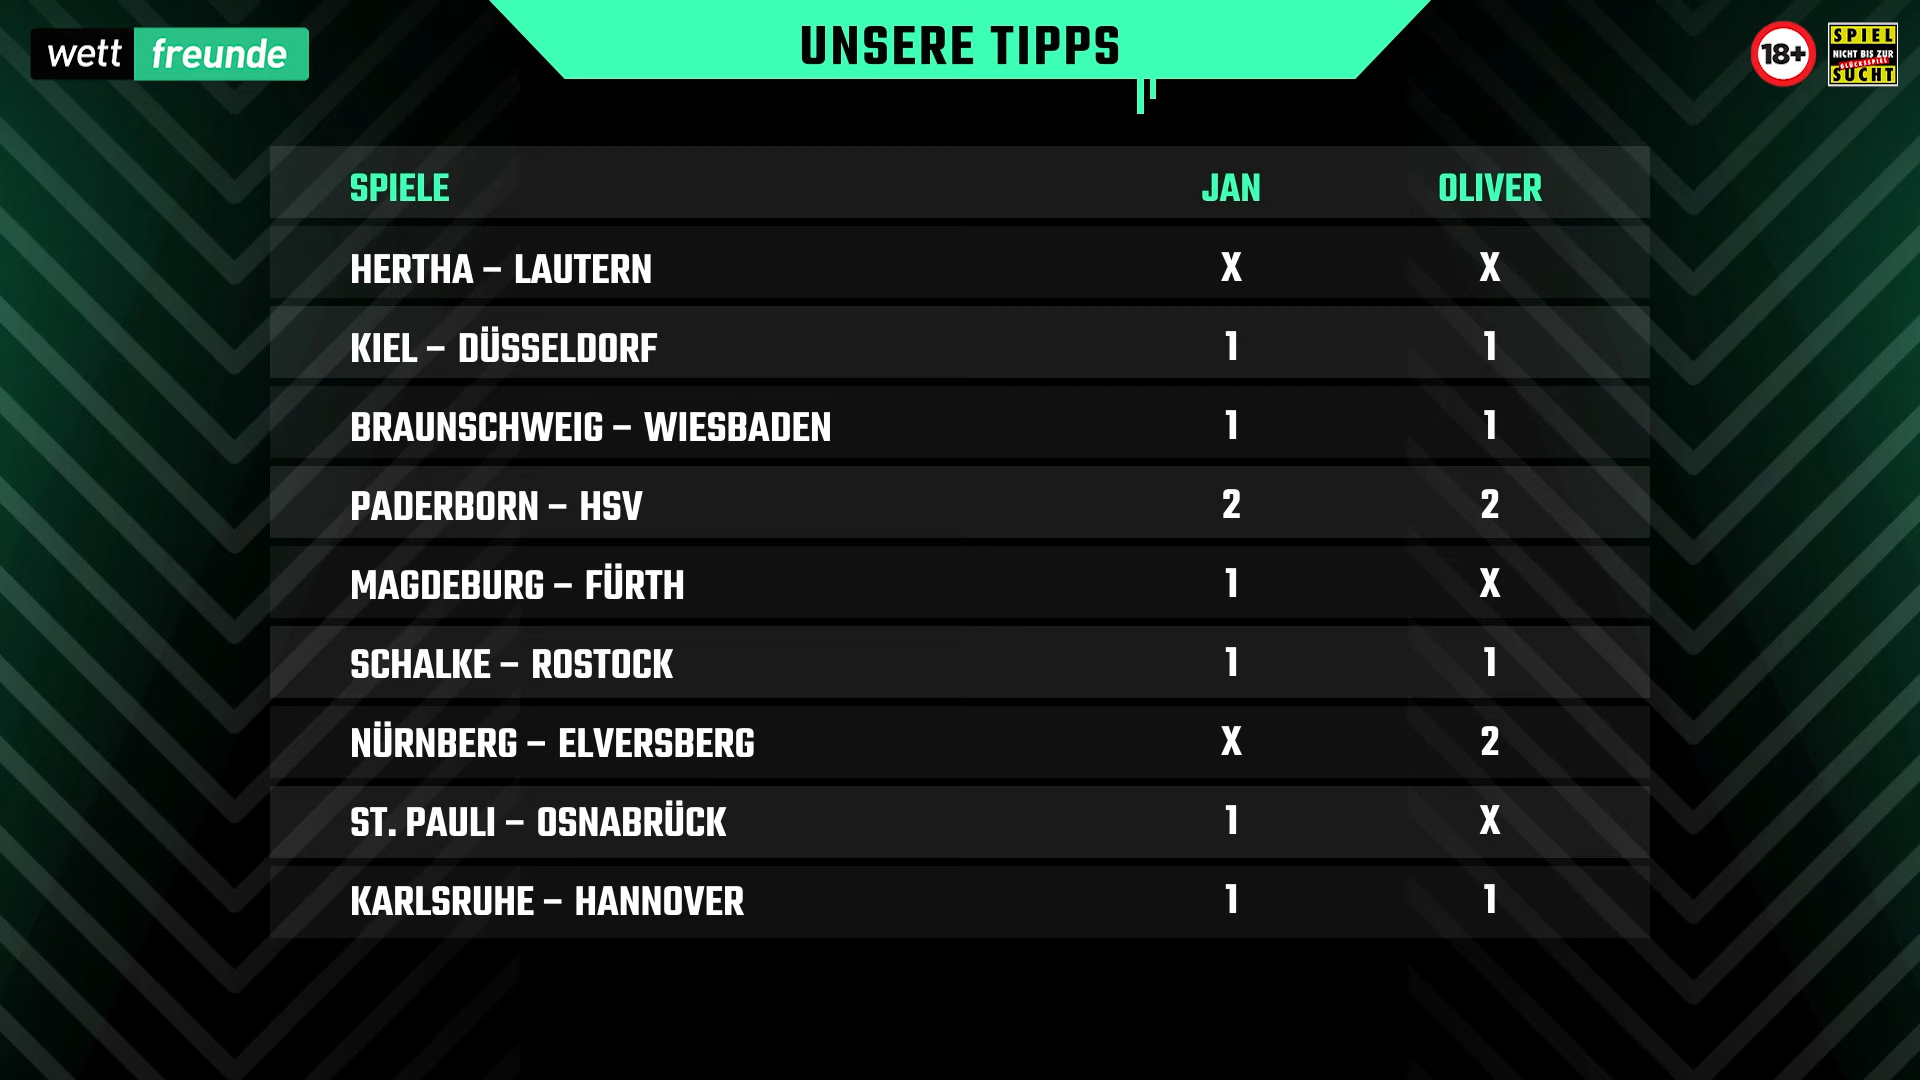 wett freunde
UNSERE TIPPS
18+
SPIEL
NICHT BIS ZUR
GLÜCKSSPIEL
SUCHT
SPIELE JAN OLIVER
HERTHA – LAUTERN X X
KIEL – DÜSSELDORF 1 1
BRAUNSCHWEIG – WIESBADEN 1 1
PADERBORN – HSV 2 2
MAGDEBURG – FÜRTH 1 X
SCHALKE – ROSTOCK 1 1
NÜRNBERG – ELVERSBERG X 2
ST. PAULI – OSNABRÜCK 1 X
KARLSRUHE – HANNOVER 1 1